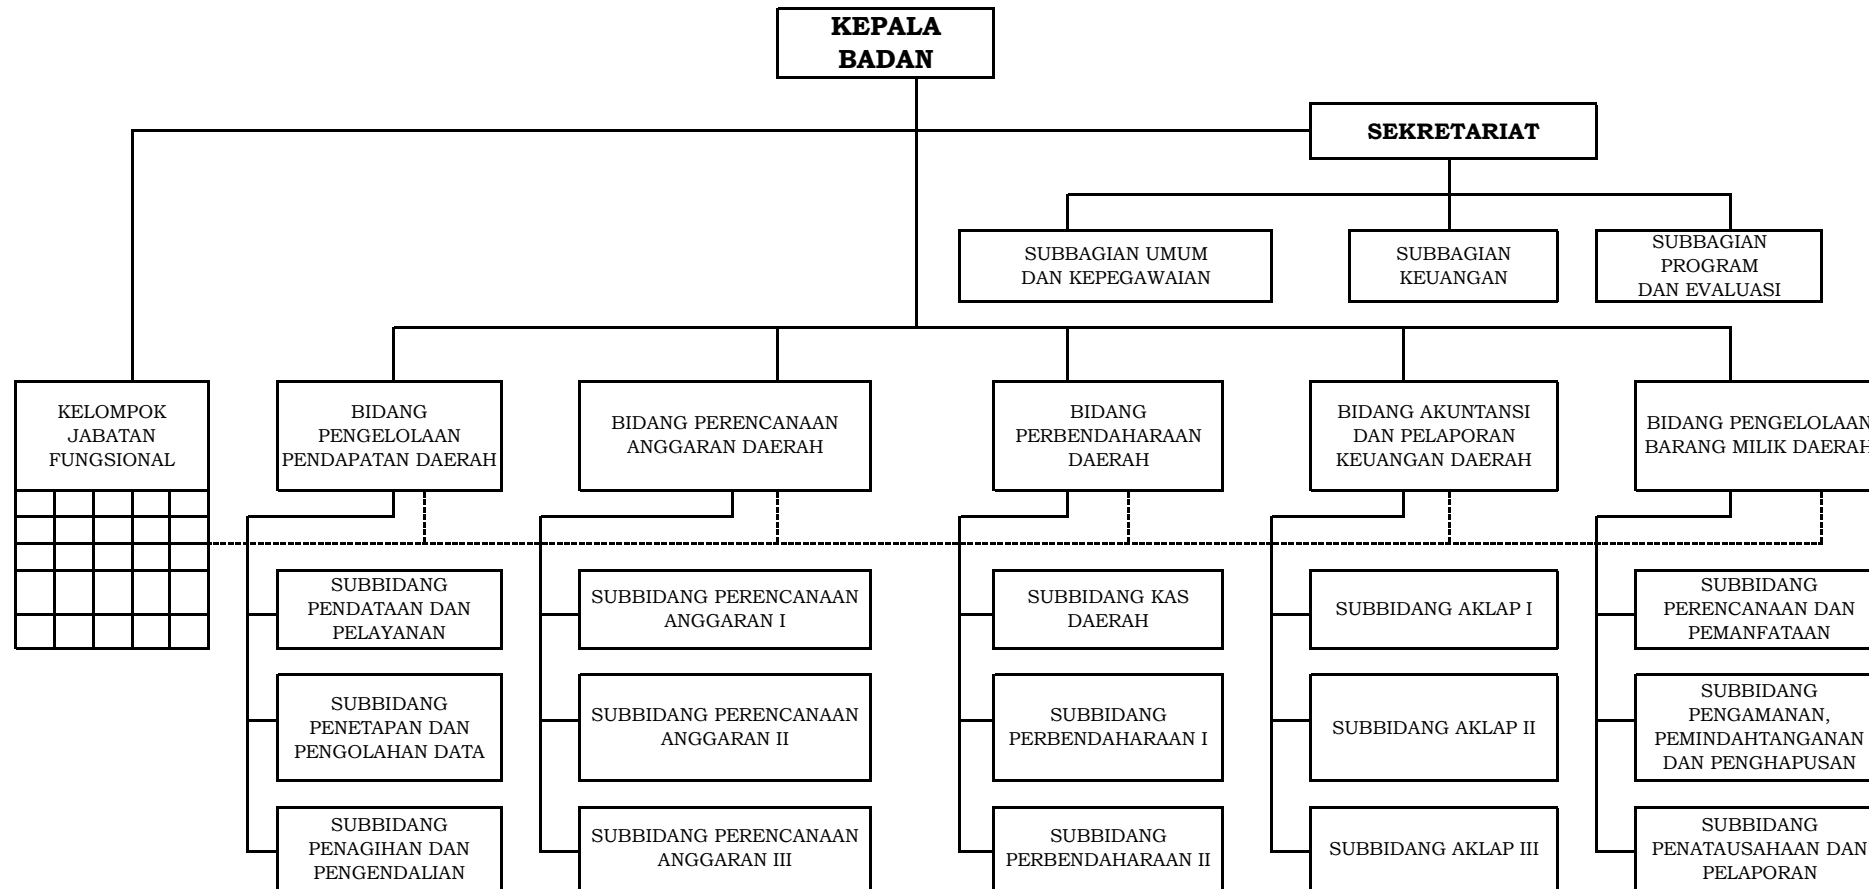 KEPALA
BADAN
SEKRETARIAT
SUBBAGIAN UMUM
DAN KEPEGAWAIAN
SUBBAGIAN
KEUANGAN
SUBBAGIAN
PROGRAM
DAN EVALUASI
KELOMPOK
JABATAN
FUNGSIONAL
BIDANG
PENGELOLAAN
PENDAPATAN DAERAH
BIDANG PERENCANAAN
ANGGARAN DAERAH
BIDANG
PERBENDAHARAAN
DAERAH
BIDANG AKUNTANSI
DAN PELAPORAN
KEUANGAN DAERAH
BIDANG PENGELOLAAN
BARANG MILIK DAERAH
SUBBIDANG
PENDATAAN DAN
PELAYANAN
SUBBIDANG PERENCANAAN
ANGGARAN I
SUBBIDANG KAS
DAERAH
SUBBIDANG AKLAP I
SUBBIDANG
PERENCANAAN DAN
PEMANFATAAN
SUBBIDANG
PENETAPAN DAN
PENGOLAHAN DATA
SUBBIDANG PERENCANAAN
ANGGARAN II
SUBBIDANG
PERBENDAHARAAN I
SUBBIDANG AKLAP II
SUBBIDANG
PENGAMANAN,
PEMINDAHTANGANAN
DAN PENGHAPUSAN
SUBBIDANG
PENAGIHAN DAN
PENGENDALIAN
SUBBIDANG PERENCANAAN
ANGGARAN III
SUBBIDANG
PERBENDAHARAAN II
SUBBIDANG AKLAP III
SUBBIDANG
PENATAUSAHAAN DAN
PELAPORAN